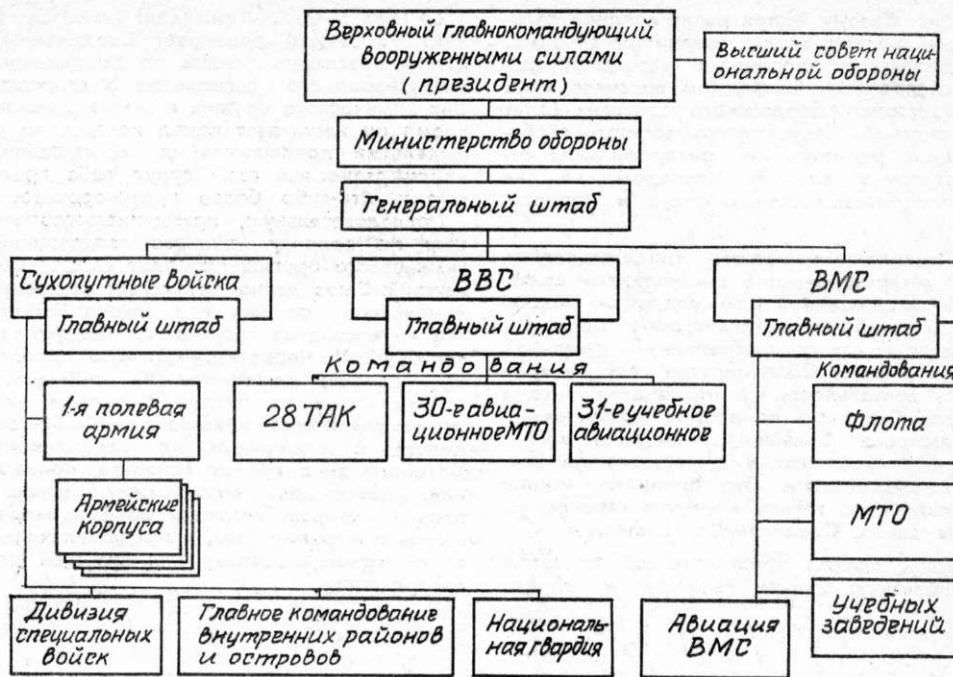 Верховный главнокомандующий
вооруженными силами
(президент)
Высший совет наци
ональной обороны
Министерство обороны
Генеральный штаб
Сухопутные войска
ВВС
ВМС
Главный штаб
Главный штаб
Главный штаб
Командования
Командования
1-я полевая
армия
28 ТАК
30-е авиа-
ционное МТО
31-е учебное
авиационное
Флота
Армейские
корпуса
МТО
Дивизия
специальных
войск
Главное командование
внутренних районов
и островов
Националь-
ная гвардия
Авиация
ВМС
Учебных
заведений